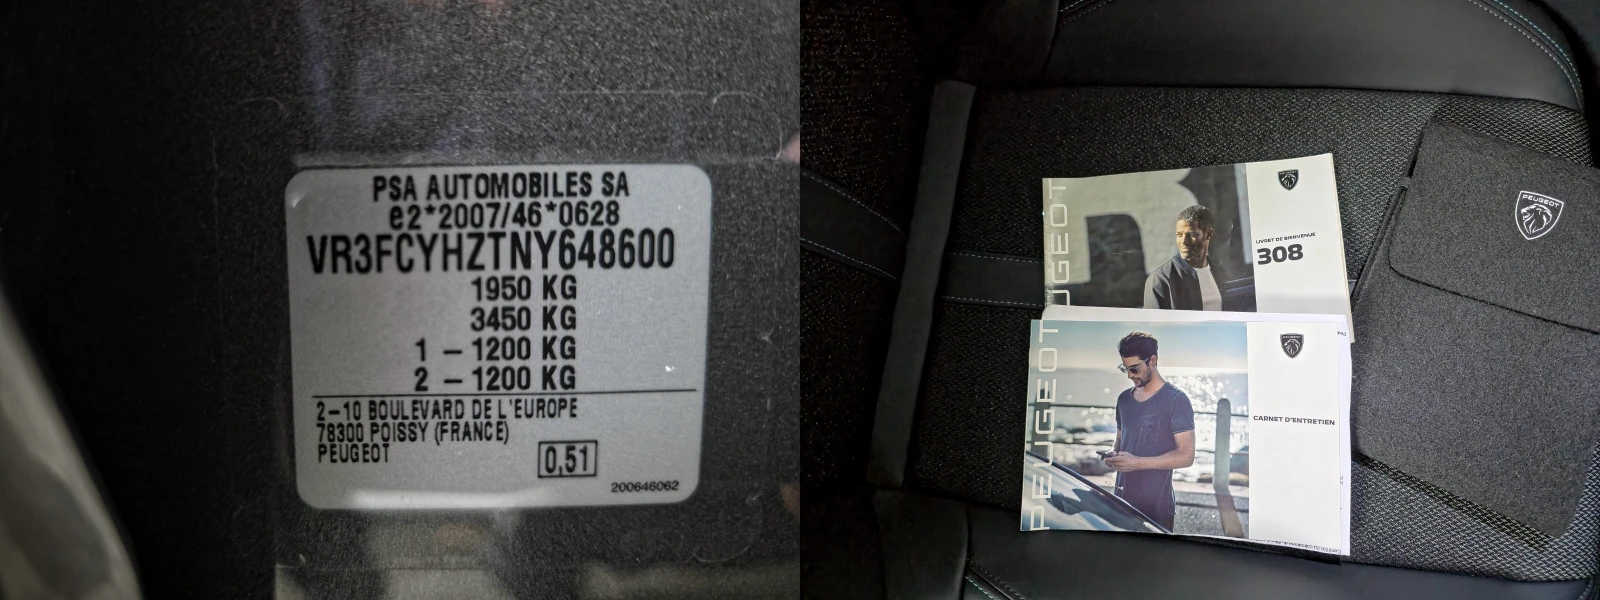 PSA AUTOMOBILES SA
e2*2007/46*0628
VR3FCYHZTNY648600
1950 KG
3450 KG
1 – 1200 KG
2 – 1200 KG
2–10 BOULEVARD DE L'EUROPE
78300 POISSY (FRANCE)
PEUGEOT
0,51
200646062
PEUGEOT
LIVRET DE BIENVENUE
308
PEUGEOT
CARNET D'ENTRETIEN
PEUGEOT